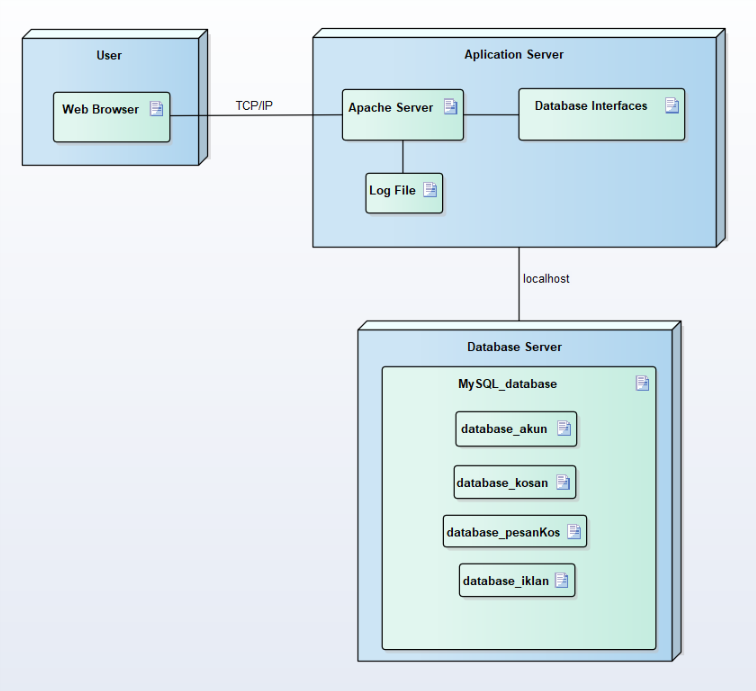 User
Web Browser
TCP/IP
Aplication Server
Apache Server
Database Interfaces
Log File
localhost
Database Server
MySQL_database
database_akun
database_kosan
database_pesanKos
database_iklan